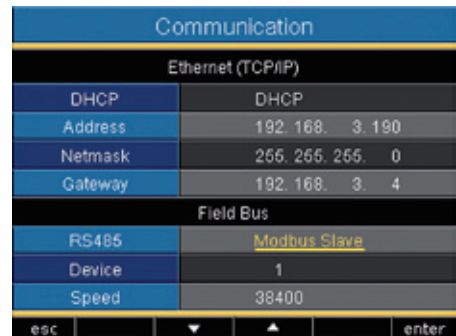 Communication
Ethernet (TCP/IP)
DHCP DHCP
Address 192. 168. 3. 190
Netmask 255. 255. 255. 0
Gateway 192. 168. 3. 4
Field Bus
RS485 Modbus Slave
Device 1
Speed 38400
esc ▼ ▲ enter